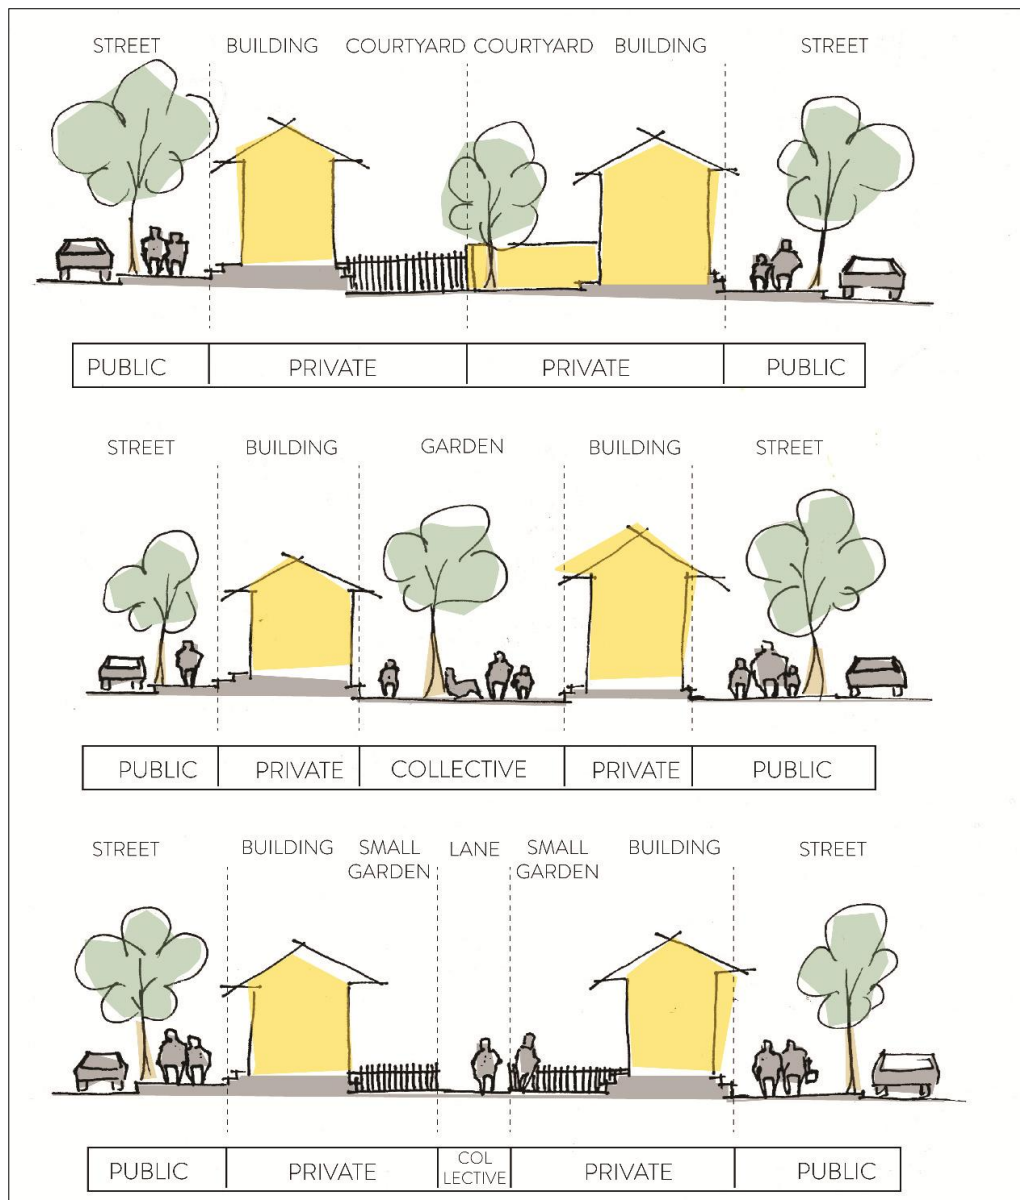 STREET BUILDING COURTYARD COURTYARD BUILDING STREET
PUBLIC PRIVATE PRIVATE PUBLIC
STREET BUILDING GARDEN BUILDING STREET
PUBLIC PRIVATE COLLECTIVE PRIVATE PUBLIC
STREET BUILDING SMALL LANE SMALL BUILDING STREET
GARDEN GARDEN
PUBLIC PRIVATE COL PRIVATE PUBLIC
LECTIVE